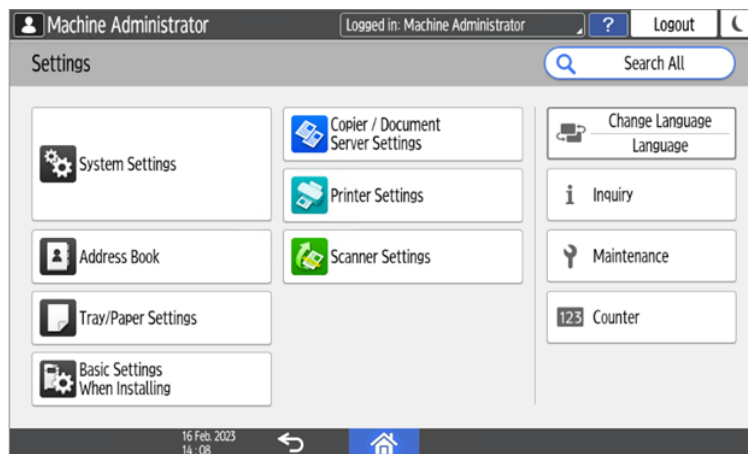 Machine Administrator
Logged in: Machine Administrator
?
Logout
Settings
Search All
System Settings
Address Book
Tray/Paper Settings
Basic Settings
When Installing
Copier / Document
Server Settings
Printer Settings
Scanner Settings
Change Language
Language
i Inquiry
Maintenance
123 Counter
16 Feb. 2023
14:08